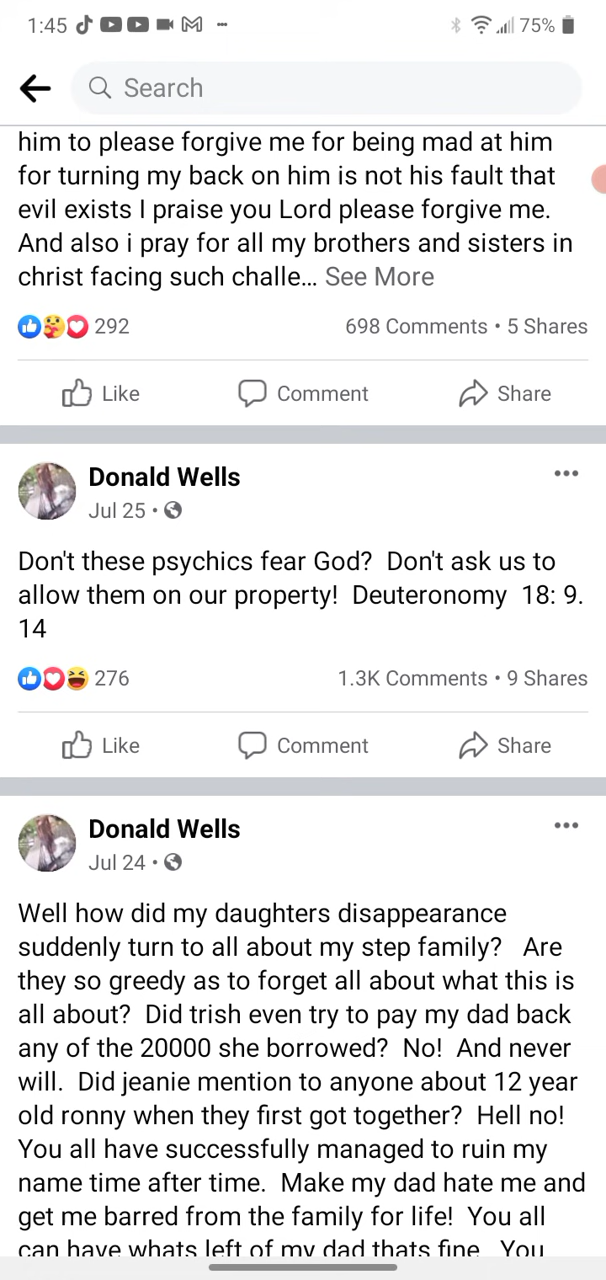 1:45 75%
Search
him to please forgive me for being mad at him
for turning my back on him is not his fault that
evil exists I praise you Lord please forgive me.
And also i pray for all my brothers and sisters in
christ facing such challe... See More
292 698 Comments • 5 Shares
Like Comment Share
Donald Wells
Jul 25 •
Don't these psychics fear God?  Don't ask us to
allow them on our property!  Deuteronomy  18: 9.
14
276 1.3K Comments • 9 Shares
Like Comment Share
Donald Wells
Jul 24 •
Well how did my daughters disappearance
suddenly turn to all about my step family?   Are
they so greedy as to forget all about what this is
all about?  Did trish even try to pay my dad back
any of the 20000 she borrowed?  No!  And never
will.  Did jeanie mention to anyone about 12 year
old ronny when they first got together?  Hell no!
You all have successfully managed to ruin my
name time after time.  Make my dad hate me and
get me barred from the family for life!  You all
can have whats left of my dad thats fine   You